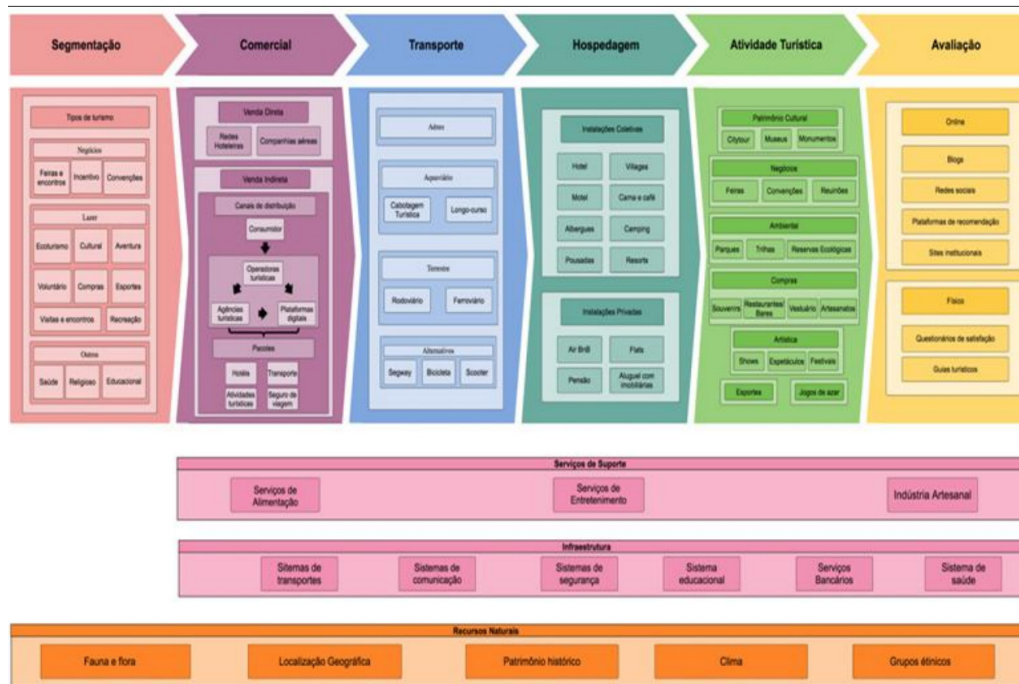 Segmentação
Comercial
Transporte
Hospedagem
Atividade Turística
Avaliação
Tipos de turismo
Negócios
Feiras e
encontros
Incentivo
Convenções
Lazer
Ecoturismo
Cultural
Aventura
Voluntário
Compras
Esportes
Visitas e encontros
Recreação
Outros
Saúde
Religioso
Educacional
Venda Direta
Redes
Hoteleiras
Companhias aéreas
Venda Indireta
Canais de distribuição
Consumidor
Operadoras
turísticas
Agências
turísticas
Plataformas
digitais
Pacotes
Hotéis
Transporte
Atividades
turísticas
Seguro de
viagem
Aéreo
Aquaviário
Cabotagem
Turística
Longo-curso
Terrestre
Rodoviário
Ferroviário
Alternativos
Segway
Bicicleta
Scooter
Instalações Coletivas
Hotel
Villages
Motel
Cama e café
Albergues
Camping
Pousadas
Resorts
Instalações Privadas
Air BnB
Flats
Pensão
Aluguel com
imobiliárias
Patrimônio Cultural
Citytour
Museus
Monumentos
Negócios
Feiras
Convenções
Reuniões
Ambiental
Parques
Trilhas
Reservas Ecológicas
Compras
Souvenirs
Restaurantes/
Bares
Vestuário
Artesanatos
Artística
Shows
Espetáculos
Festivais
Esportes
Jogos de azar
Online
Blogs
Redes sociais
Plataformas de recomendação
Sites institucionais
Físico
Questionários de satisfação
Guias turísticos
Serviços de Suporte
Serviços de
Alimentação
Serviços de
Entretenimento
Indústria Artesanal
Infraestrutura
Sitemas de
transportes
Sistemas de
comunicação
Sistemas de
segurança
Sistema
educacional
Serviços
Bancários
Sistema de
saúde
Recursos Naturais
Fauna e flora
Localização Geográfica
Patrimônio histórico
Clima
Grupos étinicos